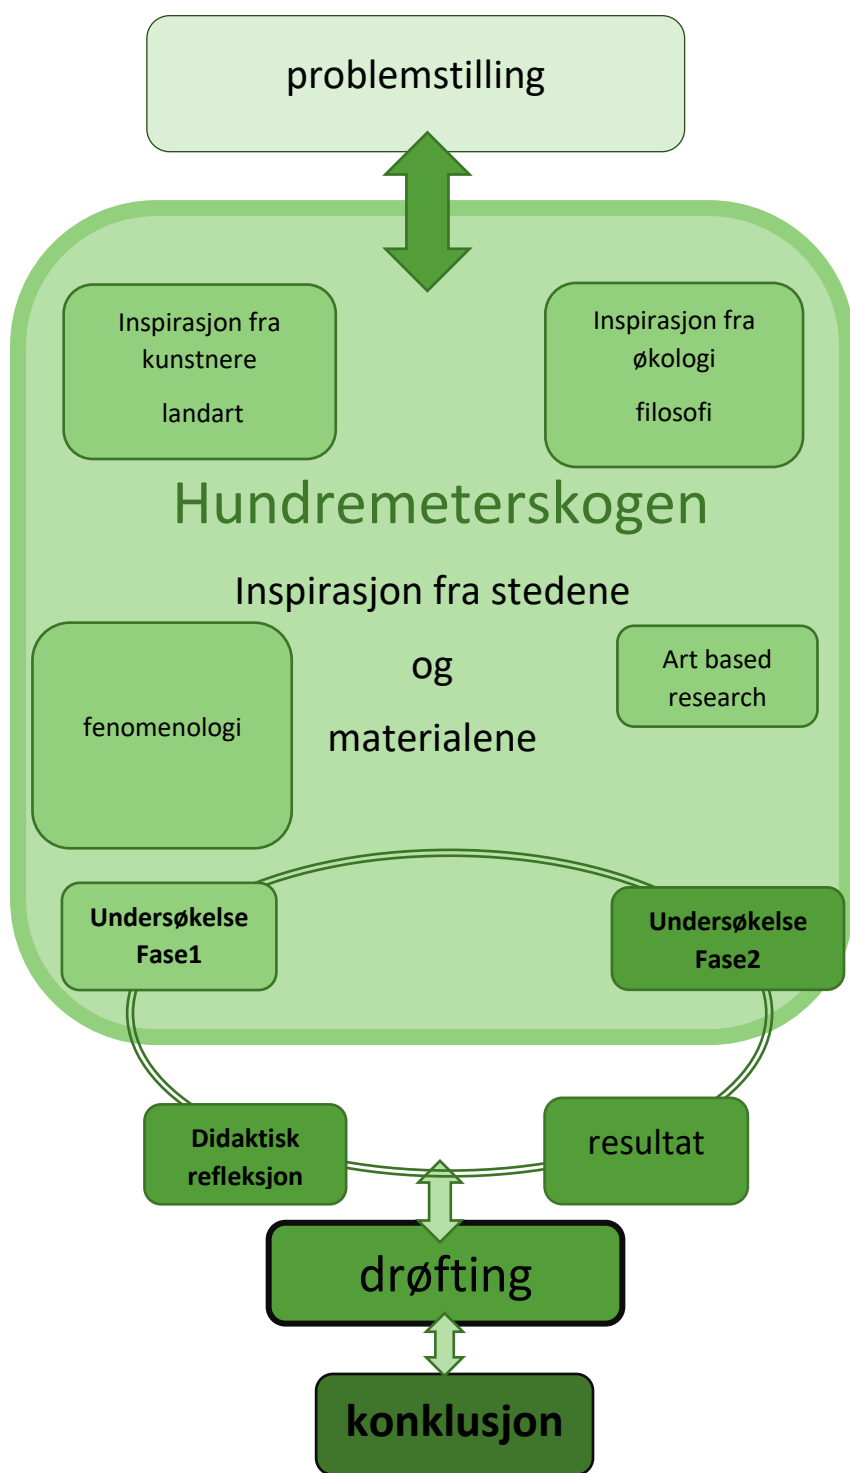 problemstilling
Inspirasjon fra
kunstnere
landart
Inspirasjon fra
økologi
filosofi
Hundremeterskogen
Inspirasjon fra stedene
og
materialene
fenomenologi
Art based
research
Undersøkelse
Fase1
Undersøkelse
Fase2
Didaktisk
refleksjon
resultat
drøfting
konklusjon